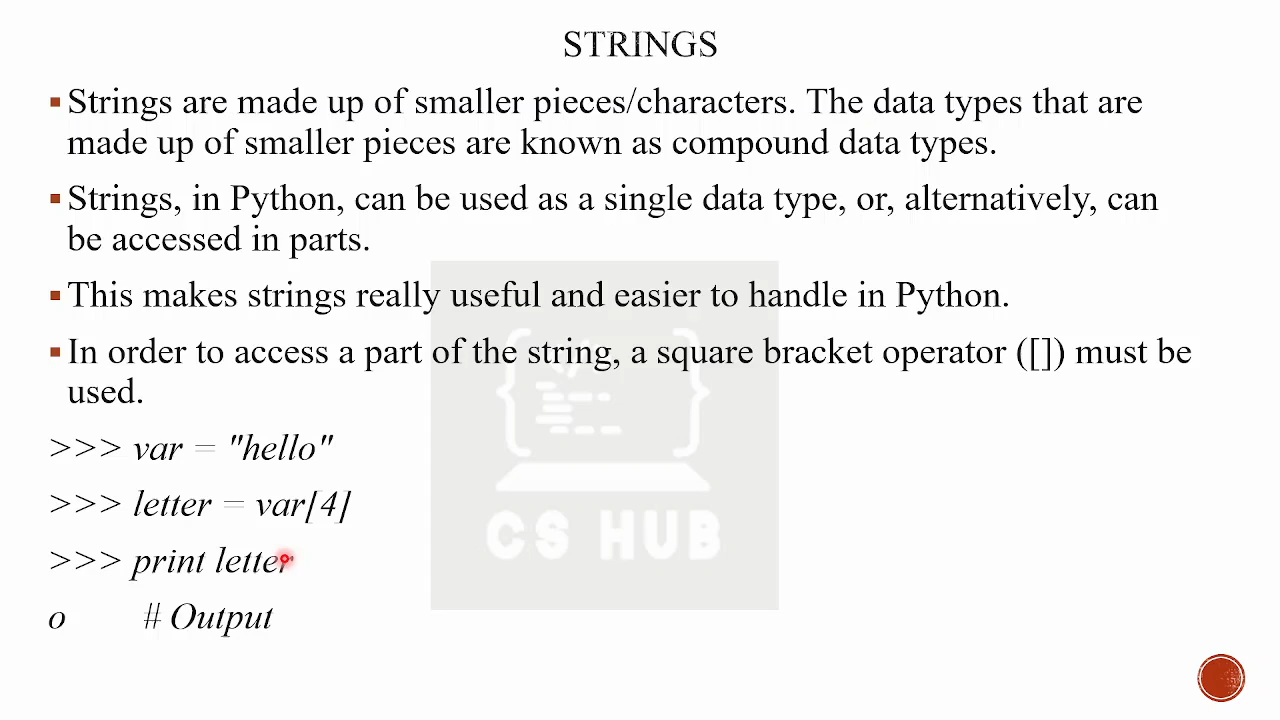 STRINGS
▪ Strings are made up of smaller pieces/characters. The data types that are
made up of smaller pieces are known as compound data types.
▪ Strings, in Python, can be used as a single data type, or, alternatively, can
be accessed in parts.
▪ This makes strings really useful and easier to handle in Python.
▪ In order to access a part of the string, a square bracket operator ([]) must be
used.
>>> var = "hello"
>>> letter = var[4]
>>> print letter
o # Output
CS HUB